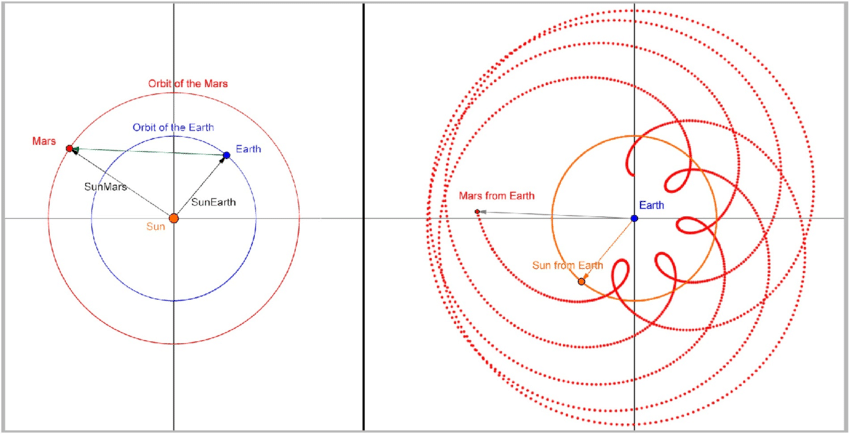 Orbit of the Mars
Orbit of the Earth
Mars
Earth
SunMars
SunEarth
Sun
Mars from Earth
Earth
Sun from Earth